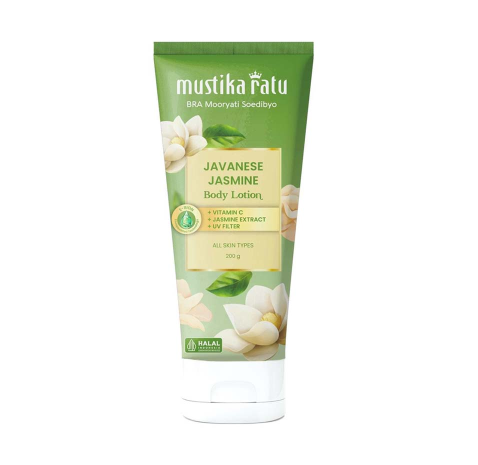 mustika ratu
BRA Mooryati Soedibyo
JAVANESE
JASMINE
Body Lotion
+ VITAMIN C
+ JASMINE EXTRACT
+ UV FILTER
ALL SKIN TYPES
200 g
HALAL
INDONESIA